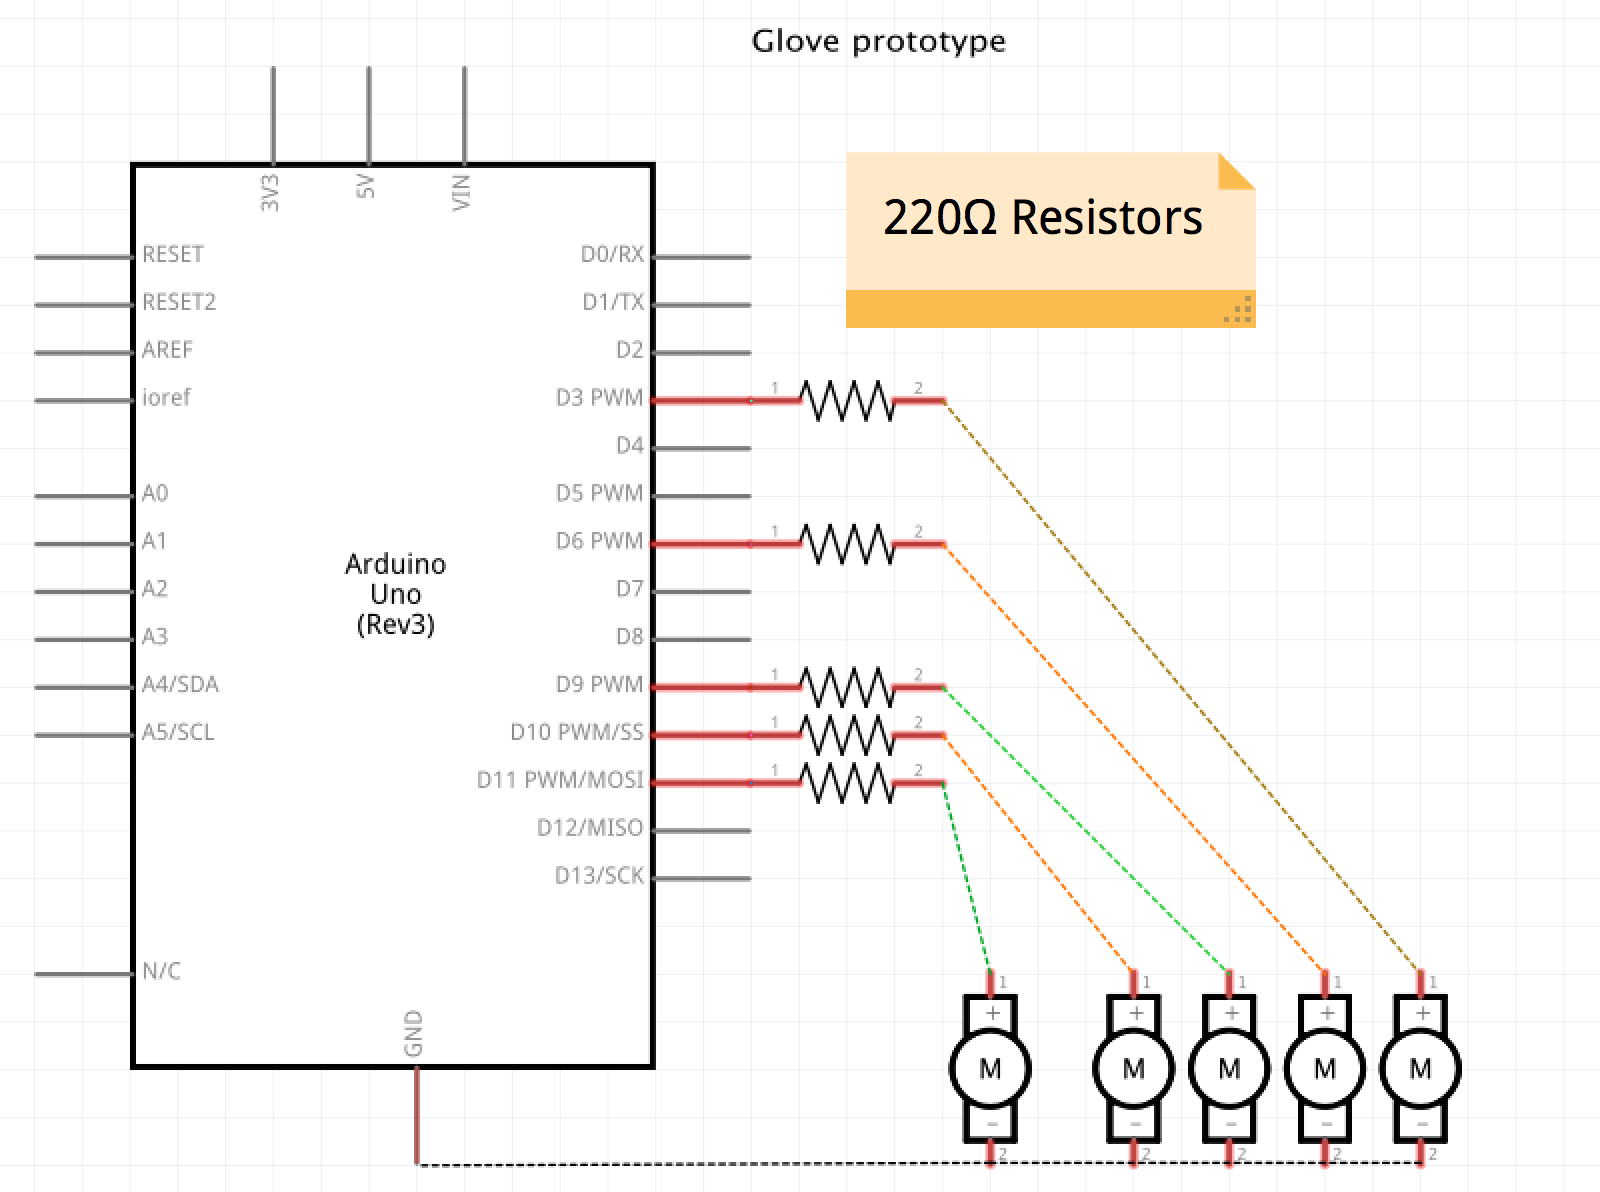 Glove prototype
3V3 5V VIN
220Ω Resistors
RESET D0/RX
RESET2 D1/TX
AREF D2
ioref D3 PWM 1 2
D4
A0 D5 PWM
A1 D6 PWM 1 2
Arduino
Uno
(Rev3)
A2 D7
A3 D8
A4/SDA D9 PWM 1 2
A5/SCL D10 PWM/SS 1 2
D11 PWM/MOSI 1 2
D12/MISO
D13/SCK
N/C
GND
1 1 1 1 1
+ + + + +
M M M M M
− − − − −
2 2 2 2 2